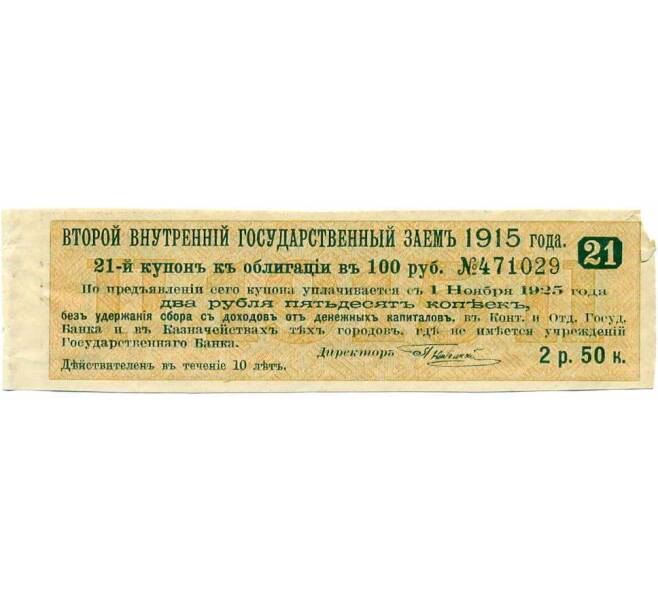 ВТОРОЙ ВНУТРЕННІЙ ГОСУДАРСТВЕННЫЙ ЗАЕМЪ 1915 года. 21
21-й купонъ къ облигаціи въ 100 руб. №471029
По предъявленіи сего купона уплачивается съ 1 Ноября 1925 года
два рубля пятьдесятъ копѣекъ,
безъ удержанія сбора съ доходовъ отъ денежныхъ капиталовъ, въ Конт. и Отд. Госуд.
Банка и въ Казначействахъ тѣхъ городовъ, гдѣ не имѣется учрежденій
Государственнаго Банка.
Директоръ
2 р. 50 к.
Дѣйствителенъ въ теченіе 10 лѣтъ.